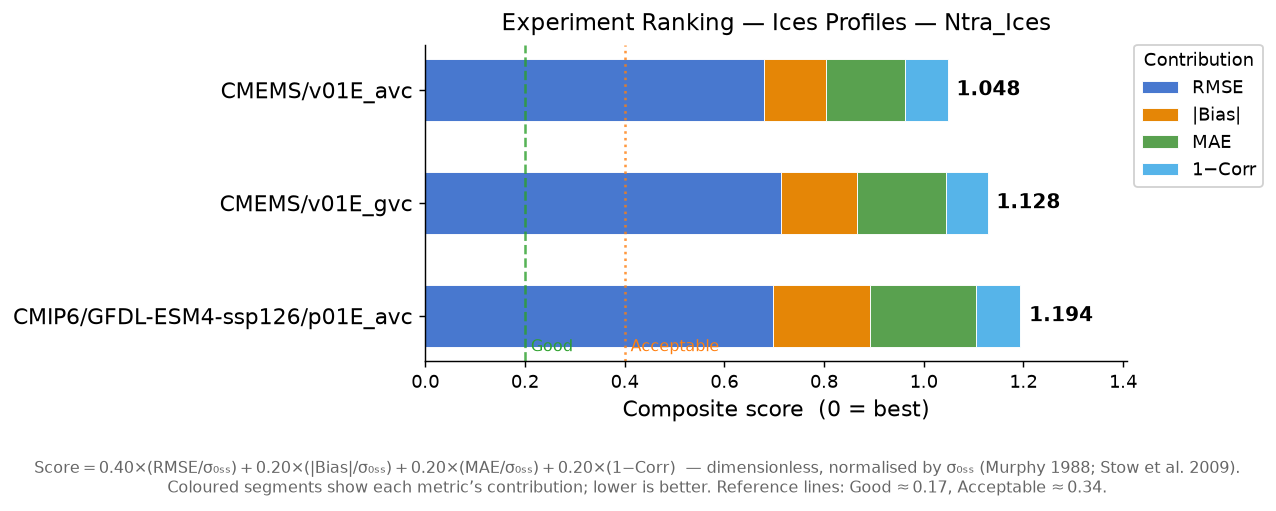 Experiment Ranking — Ices Profiles — Ntra_Ices
CMEMS/v01E_avc
1.048
CMEMS/v01E_gvc
1.128
CMIP6/GFDL-ESM4-ssp126/p01E_avc
1.194
Good
Acceptable
0.0 0.2 0.4 0.6 0.8 1.0 1.2 1.4
Composite score (0 = best)
Contribution
RMSE
|Bias|
MAE
1−Corr
Score = 0.40×(RMSE/σ₀ₛₛ) + 0.20×(|Bias|/σ₀ₛₛ) + 0.20×(MAE/σ₀ₛₛ) + 0.20×(1−Corr) — dimensionless, normalised by σ₀ₛₛ (Murphy 1988; Stow et al. 2009).
Coloured segments show each metric’s contribution; lower is better. Reference lines: Good ≈ 0.17, Acceptable ≈ 0.34.